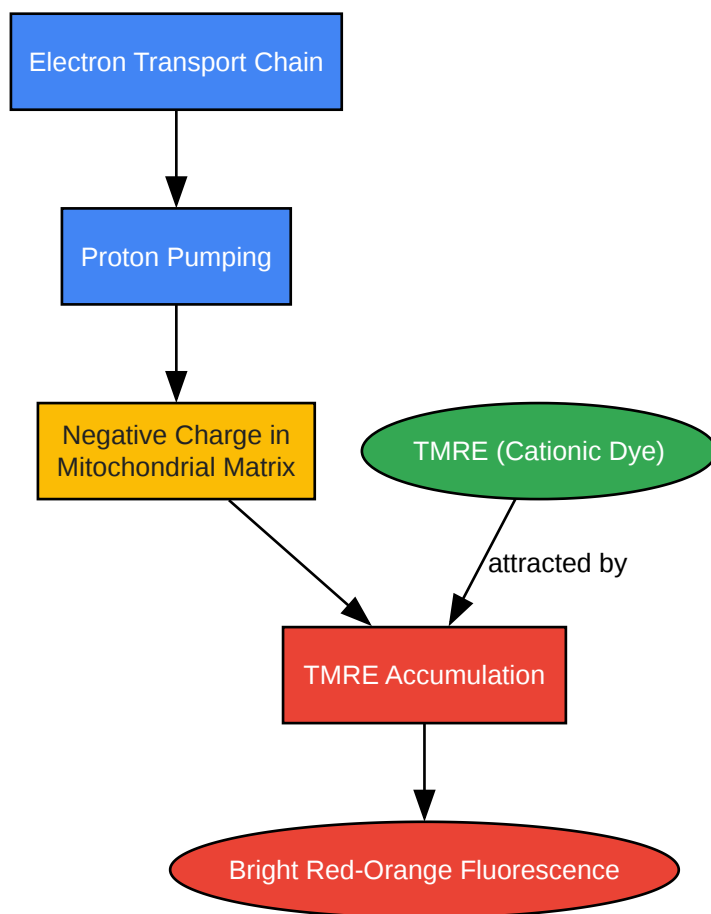 Electron Transport Chain
Proton Pumping
Negative Charge in
Mitochondrial Matrix
TMRE (Cationic Dye)
attracted by
TMRE Accumulation
Bright Red-Orange Fluorescence